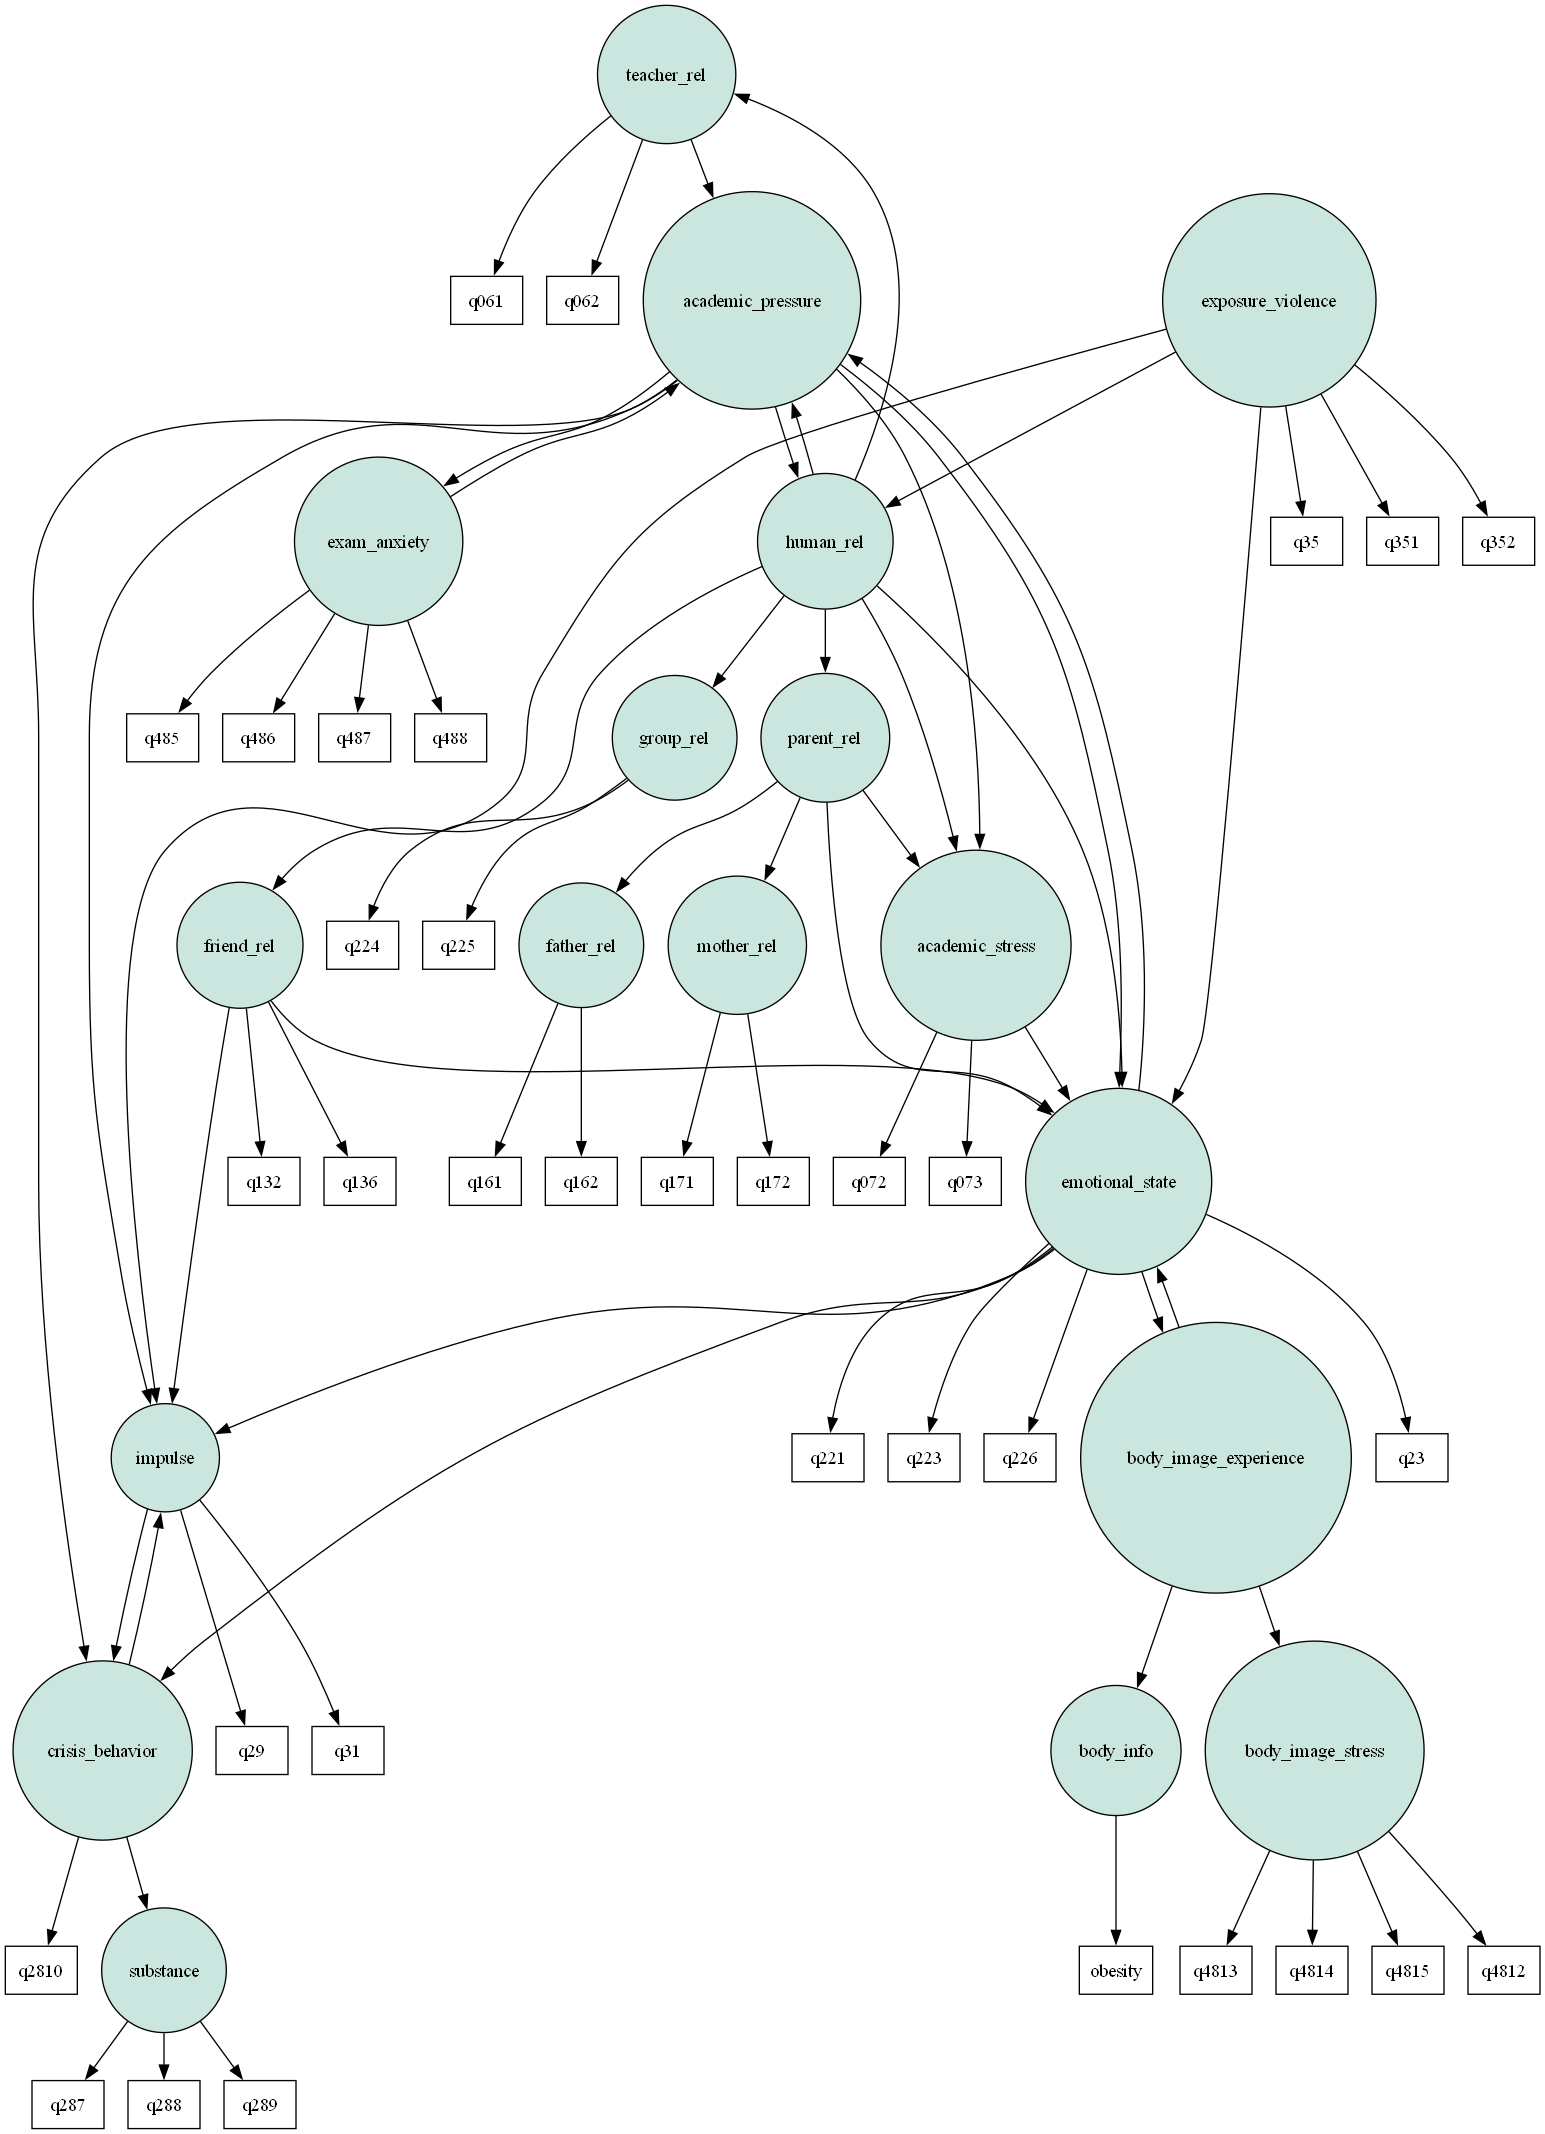 teacher_rel
q061
q062
academic_pressure
exposure_violence
exam_anxiety
human_rel
q35
q351
q352
q485
q486
q487
q488
group_rel
parent_rel
friend_rel
q224
q225
father_rel
mother_rel
academic_stress
q132
q136
q161
q162
q171
q172
q072
q073
emotional_state
impulse
q221
q223
q226
body_image_experience
q23
crisis_behavior
q29
q31
body_info
body_image_stress
q2810
substance
obesity
q4813
q4814
q4815
q4812
q287
q288
q289